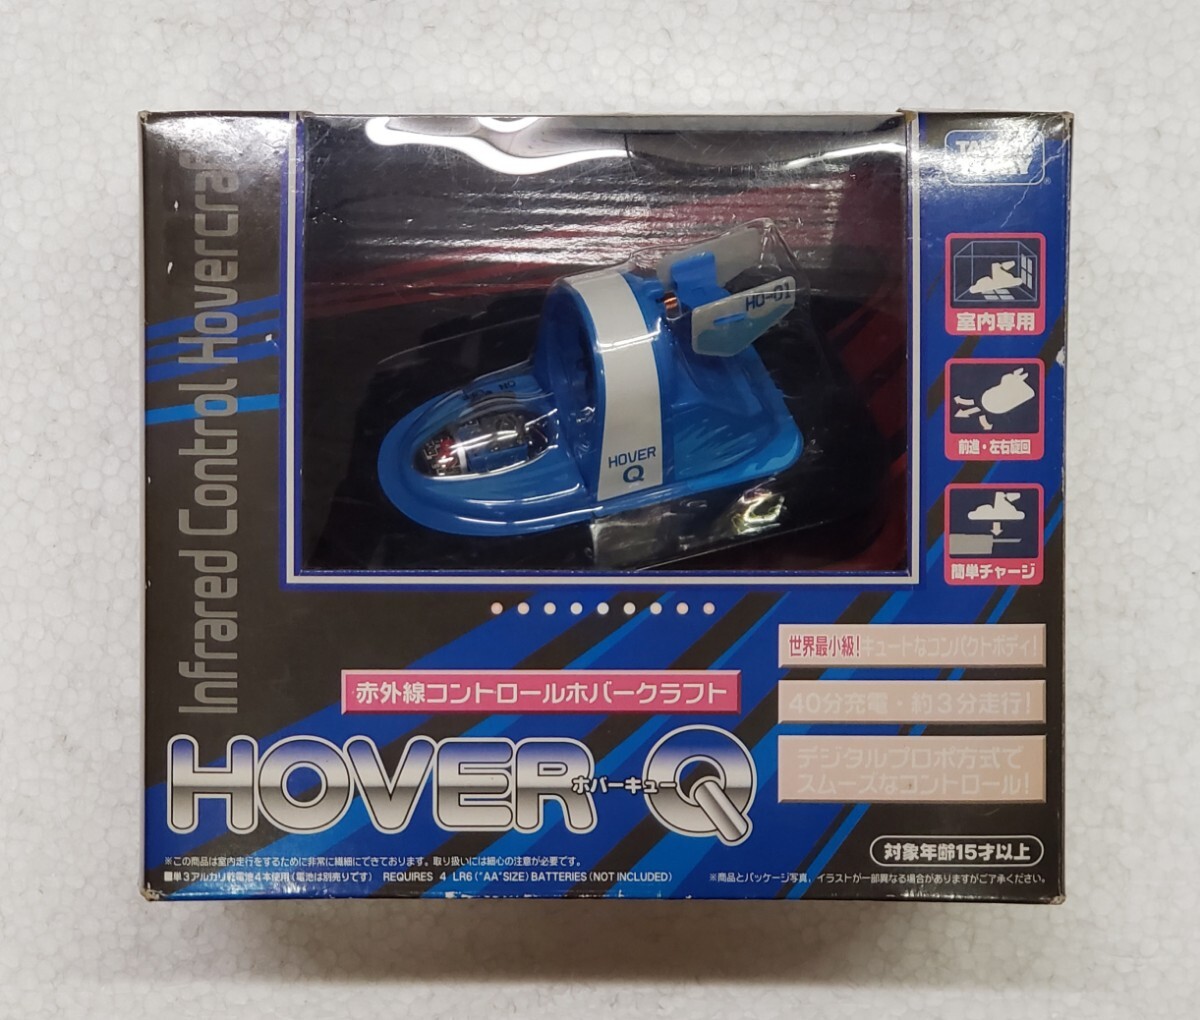 Infrared Control Hovercraft
TAKARA
TOMY
HO-01
HO
HOVER
Q
室内専用
前進・左右旋回
簡単チャージ
世界最小級!キュートなコンパクトボディ!
40分充電・約3分走行!
デジタルプロポ方式で
スムーズなコントロール!
赤外線コントロールホバークラフト
HOVER Q
ホバーキュー
対象年齢15才以上
※この商品は室内走行をするために非常に繊細にできております。取り扱いには細心の注意が必要です。
■単3アルカリ乾電池4本使用(電池は別売りです) REQUIRES 4 LR6("AA"SIZE)BATTERIES(NOT INCLUDED)
※商品とパッケージ写真、イラストが一部異なる場合がありますがご了承ください。